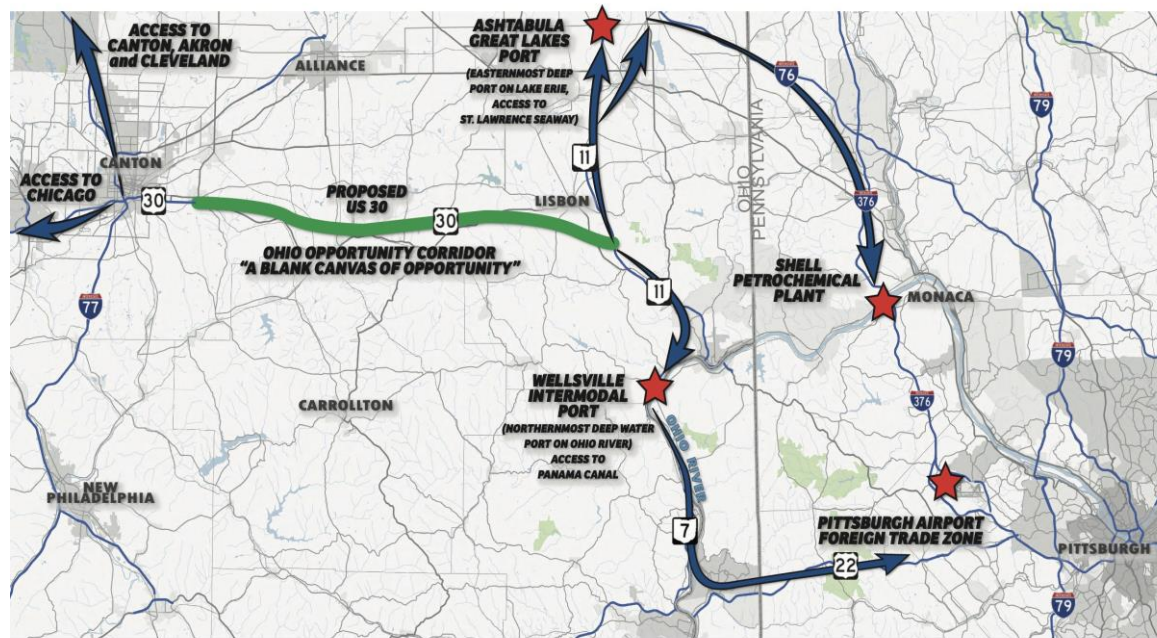 ACCESS TO
CANTON, AKRON
and CLEVELAND
ALLIANCE
ASHTABULA
GREAT LAKES
PORT
(EASTERNMOST DEEP
PORT ON LAKE ERIE,
ACCESS TO
ST. LAWRENCE SEAWAY)
76
79
OHIO
PENNSYLVANIA
CANTON
ACCESS TO
CHICAGO
30
11
PROPOSED
US 30
LISBON
376
30
OHIO OPPORTUNITY CORRIDOR
"A BLANK CANVAS OF OPPORTUNITY"
77
11
SHELL
PETROCHEMICAL
PLANT
MONACA
79
WELLSVILLE
INTERMODAL
PORT
(NORTHERNMOST DEEP WATER
PORT ON OHIO RIVER)
ACCESS TO
PANAMA CANAL
CARROLLTON
376
OHIO RIVER
NEW
PHILADELPHIA
7
PITTSBURGH AIRPORT
FOREIGN TRADE ZONE
22
PITTSBURGH
79